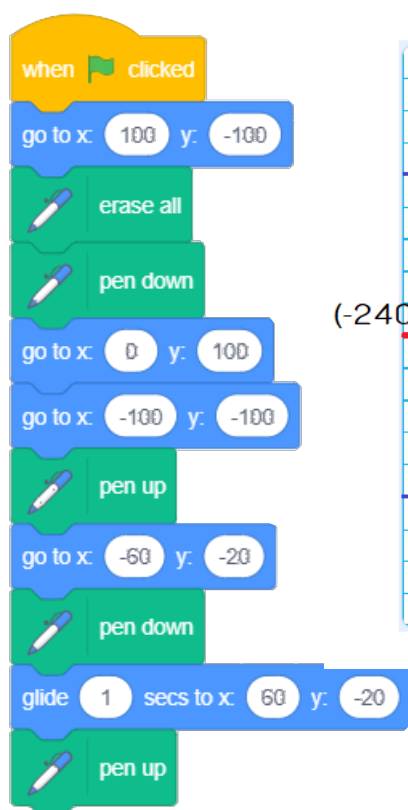 when clicked
go to x: 100 y: -100
erase all
pen down
go to x: 0 y: 100
go to x: -100 y: -100
pen up
go to x: -60 y: -20
pen down
glide 1 secs to x: 60 y: -20
pen up
(-240